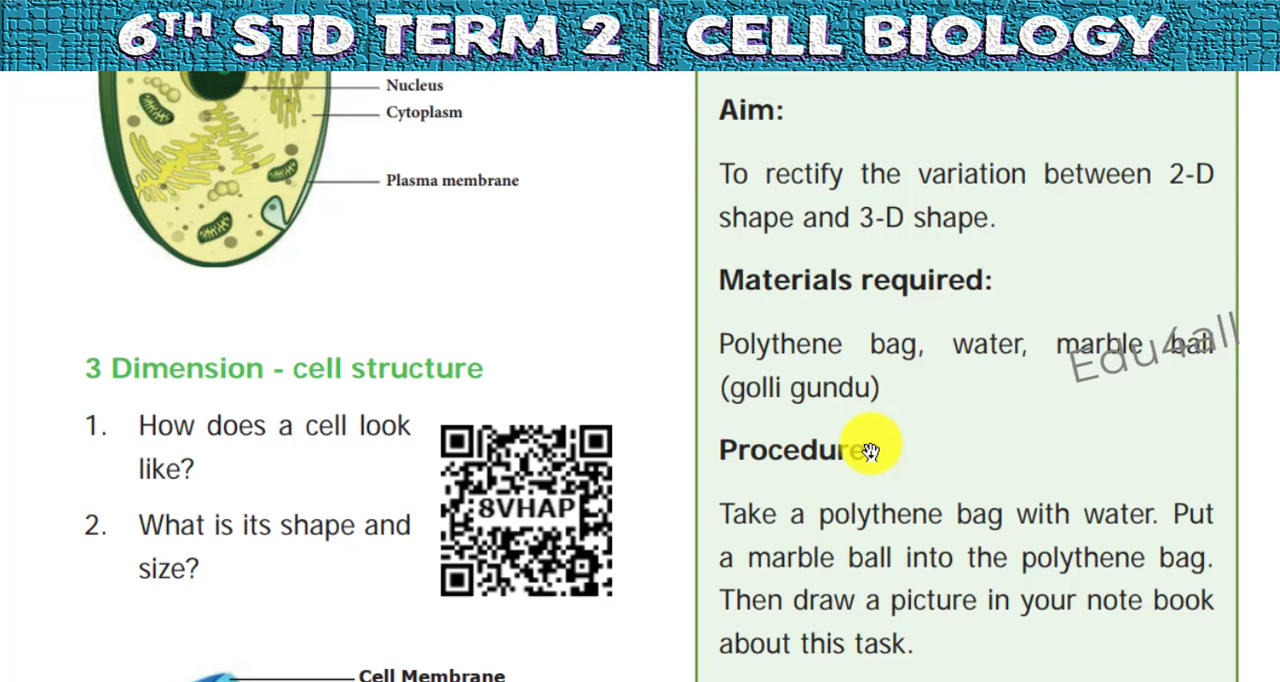 6TH STD TERM 2 | CELL BIOLOGY
Nucleus
Cytoplasm
Plasma membrane
3 Dimension - cell structure
1. How does a cell look
like?
2. What is its shape and
size?
8VHAP
Cell Membrane
Aim:
To rectify the variation between 2-D
shape and 3-D shape.
Materials required:
Polythene bag, water, marble ball
(golli gundu)
Edu4all
Procedure
Take a polythene bag with water. Put
a marble ball into the polythene bag.
Then draw a picture in your note book
about this task.